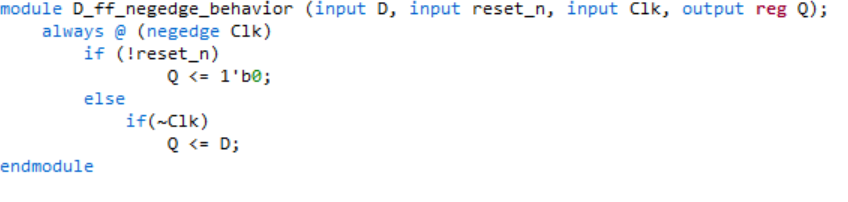 module D_ff_negedge_behavior (input D, input reset_n, input Clk, output reg Q);
    always @ (negedge Clk)
        if (!reset_n)
                Q <= 1'b0;
        else
            if(~Clk)
                Q <= D;
endmodule